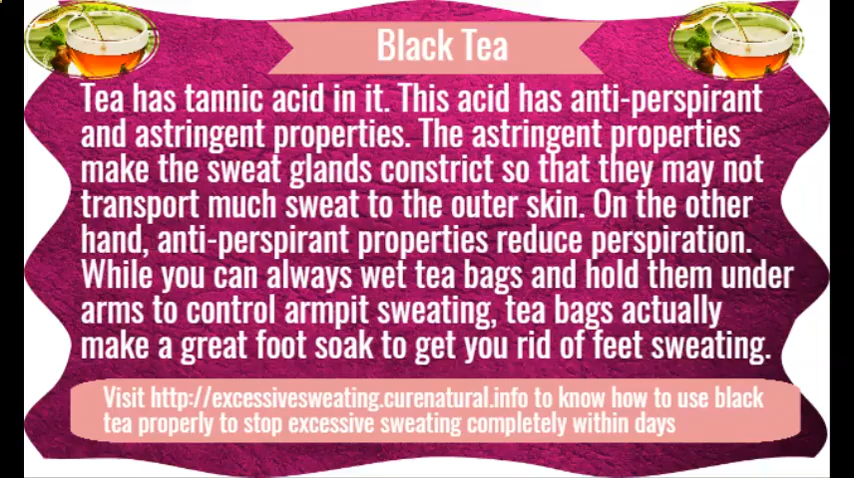 Black Tea
Tea has tannic acid in it. This acid has anti-perspirant
and astringent properties. The astringent properties
make the sweat glands constrict so that they may not
transport much sweat to the outer skin. On the other
hand, anti-perspirant properties reduce perspiration.
While you can always wet tea bags and hold them under
arms to control armpit sweating, tea bags actually
make a great foot soak to get you rid of feet sweating.
Visit http://excessivesweating.curenatural.info to know how to use black
tea properly to stop excessive sweating completely within days